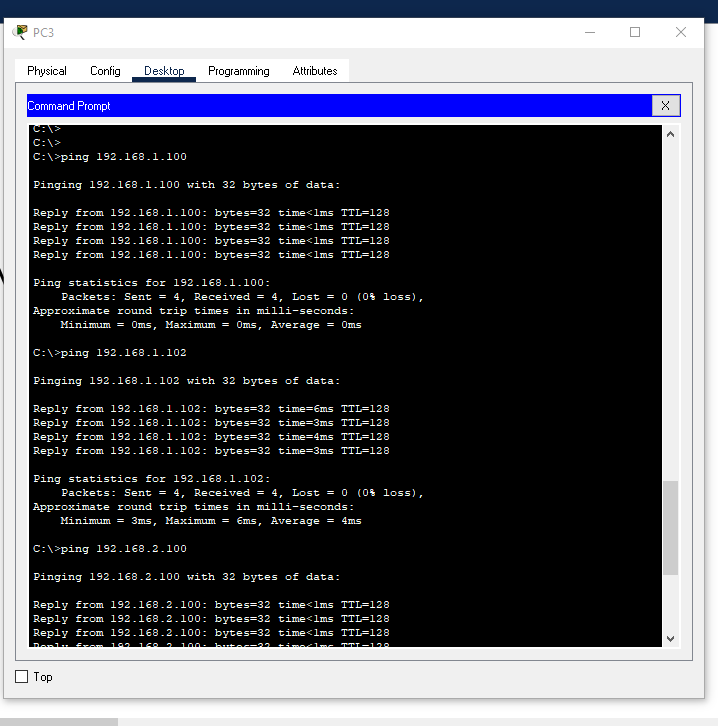 PC3
Physical Config Desktop Programming Attributes
Command Prompt X
C:\>
C:\>
C:\>ping 192.168.1.100
Pinging 192.168.1.100 with 32 bytes of data:
Reply from 192.168.1.100: bytes=32 time<1ms TTL=128
Reply from 192.168.1.100: bytes=32 time<1ms TTL=128
Reply from 192.168.1.100: bytes=32 time<1ms TTL=128
Reply from 192.168.1.100: bytes=32 time<1ms TTL=128
Ping statistics for 192.168.1.100:
Packets: Sent = 4, Received = 4, Lost = 0 (0% loss),
Approximate round trip times in milli-seconds:
Minimum = 0ms, Maximum = 0ms, Average = 0ms
C:\>ping 192.168.1.102
Pinging 192.168.1.102 with 32 bytes of data:
Reply from 192.168.1.102: bytes=32 time=6ms TTL=128
Reply from 192.168.1.102: bytes=32 time=3ms TTL=128
Reply from 192.168.1.102: bytes=32 time=4ms TTL=128
Reply from 192.168.1.102: bytes=32 time=3ms TTL=128
Ping statistics for 192.168.1.102:
Packets: Sent = 4, Received = 4, Lost = 0 (0% loss),
Approximate round trip times in milli-seconds:
Minimum = 3ms, Maximum = 6ms, Average = 4ms
C:\>ping 192.168.2.100
Pinging 192.168.2.100 with 32 bytes of data:
Reply from 192.168.2.100: bytes=32 time<1ms TTL=128
Reply from 192.168.2.100: bytes=32 time<1ms TTL=128
Reply from 192.168.2.100: bytes=32 time<1ms TTL=128
Reply from 192.168.2.100: bytes=32 time<1ms TTL=128
Top